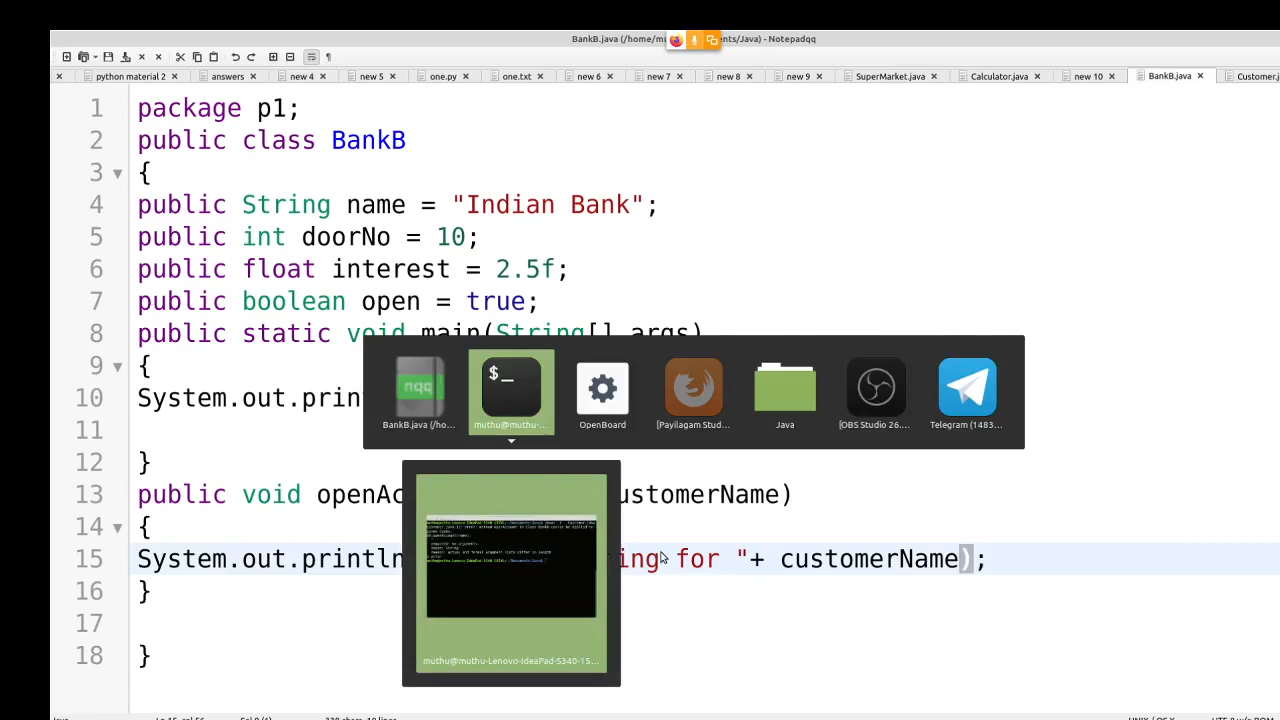 BankB.java (/home/mu ents/Java) - Notepadqq
python material 2 answers new 4 new 5 one.py one.txt new 6 new 7 new 8 new 9 SuperMarket.java Calculator.java new 10 BankB.java Customer.j
1 package p1;
2 public class BankB
3 {
4 public String name = "Indian Bank";
5 public int doorNo = 10;
6 public float interest = 2.5f;
7 public boolean open = true;
8 public static void main(String[] args)
9 {
10 System.out.prin
11
12 }
13 public void openAc ustomerName)
14 {
15 System.out.println ing for "+ customerName);
16 }
17
18 }
nqq $_
BankB.java (/ho... muthu@muthu-... OpenBoard [Payilagam Stud... Java [OBS Studio 26.... Telegram (1483...
muthu@muthu-Lenovo-IdeaPad-S340-15...